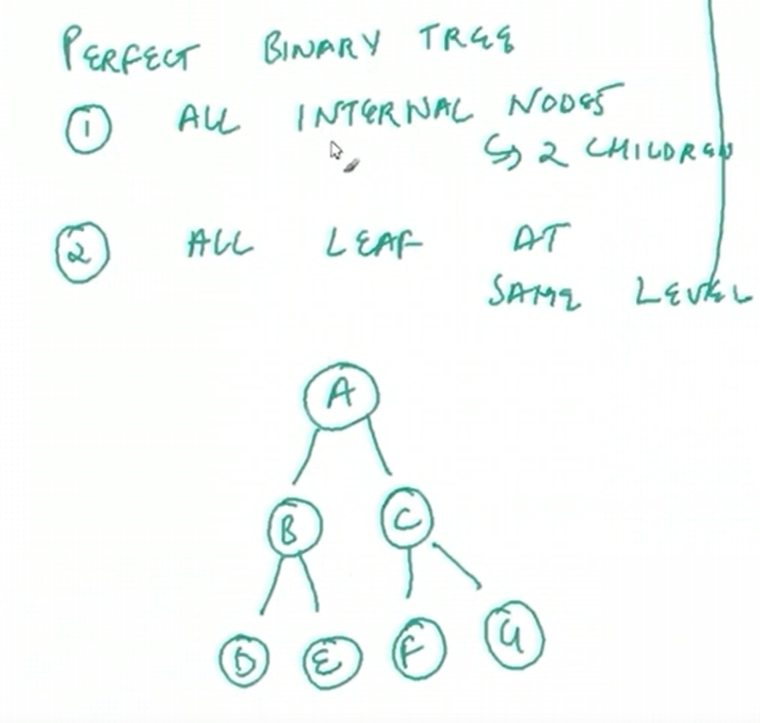 PERFECT BINARY TREE
① ALL INTERNAL NODES
↳ 2 CHILDREN
② ALL LEAF AT
SAME LEVEL
A
B C
D E F G